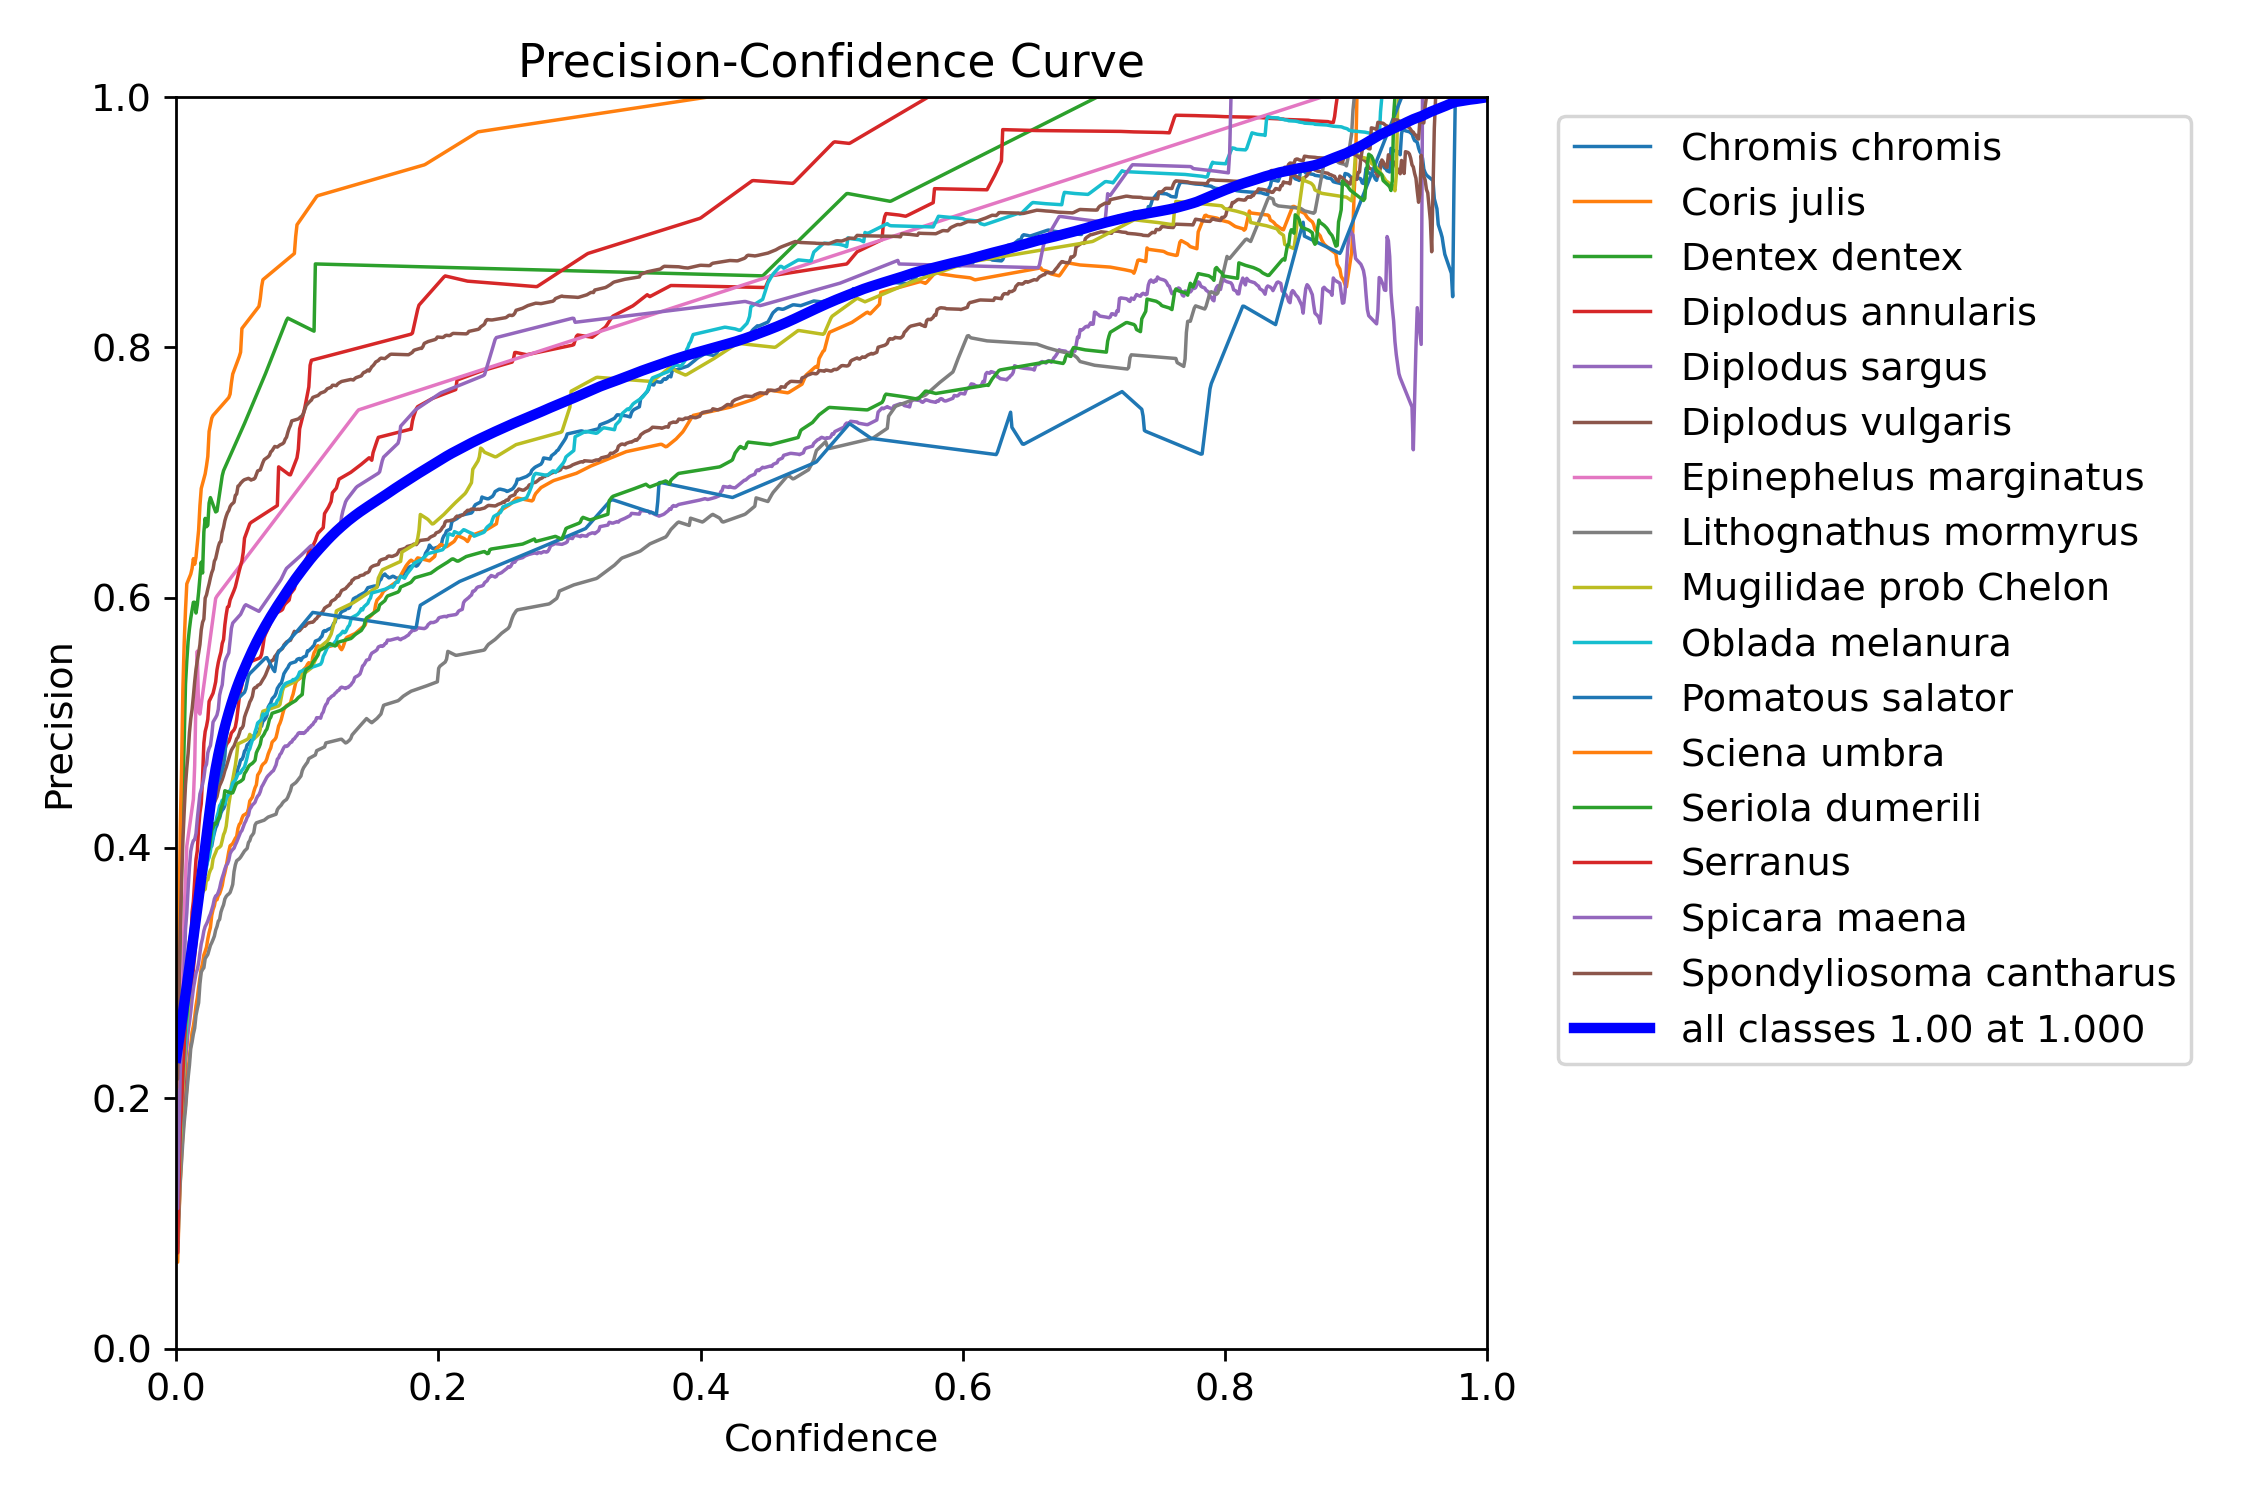 Precision-Confidence Curve
1.0
0.8
0.6
0.4
0.2
0.0
Precision
0.0 0.2 0.4 0.6 0.8 1.0
Confidence
Chromis chromis
Coris julis
Dentex dentex
Diplodus annularis
Diplodus sargus
Diplodus vulgaris
Epinephelus marginatus
Lithognathus mormyrus
Mugilidae prob Chelon
Oblada melanura
Pomatous salator
Sciena umbra
Seriola dumerili
Serranus
Spicara maena
Spondyliosoma cantharus
all classes 1.00 at 1.000